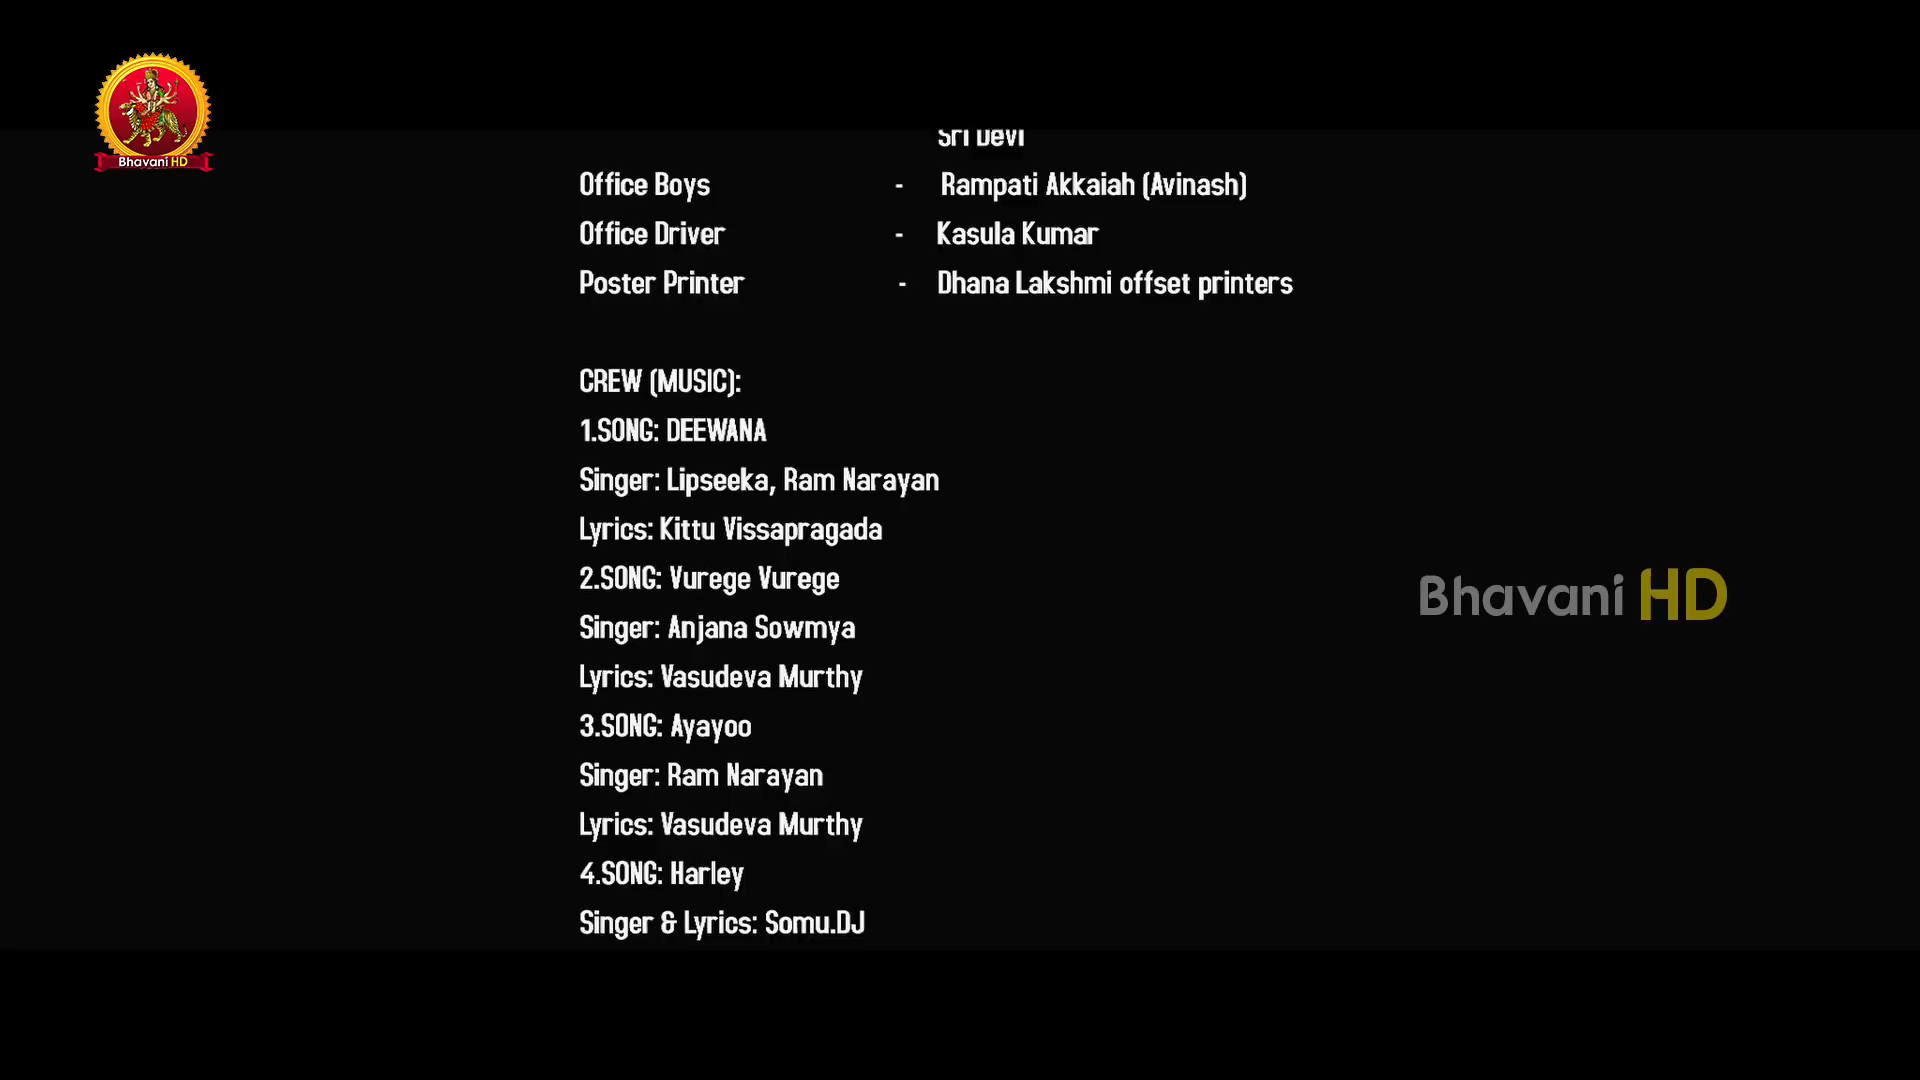 Bhavani HD
Sri Devi
Office Boys - Rampati Akkaiah (Avinash)
Office Driver - Kasula Kumar
Poster Printer - Dhana Lakshmi offset printers
CREW (MUSIC):
1.SONG: DEEWANA
Singer: Lipseeka, Ram Narayan
Lyrics: Kittu Vissapragada
2.SONG: Vurege Vurege
Bhavani HD
Singer: Anjana Sowmya
Lyrics: Vasudeva Murthy
3.SONG: Ayayoo
Singer: Ram Narayan
Lyrics: Vasudeva Murthy
4.SONG: Harley
Singer & Lyrics: Somu.DJ